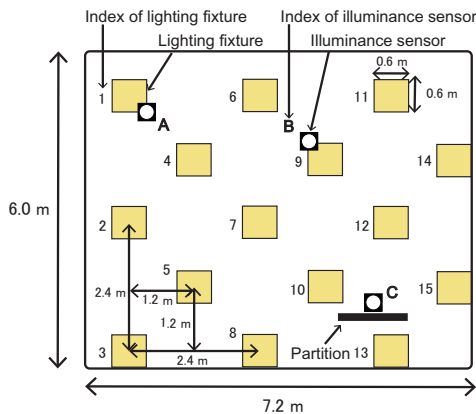 Index of lighting fixture
Index of illuminance sensor
Lighting fixture
Illuminance sensor
0.6 m
1
6
11
0.6 m
A
B
4
9
14
6.0 m
2
7
12
5
2.4 m
1.2 m
10
C
15
1.2 m
3
8
2.4 m
Partition
13
7.2 m